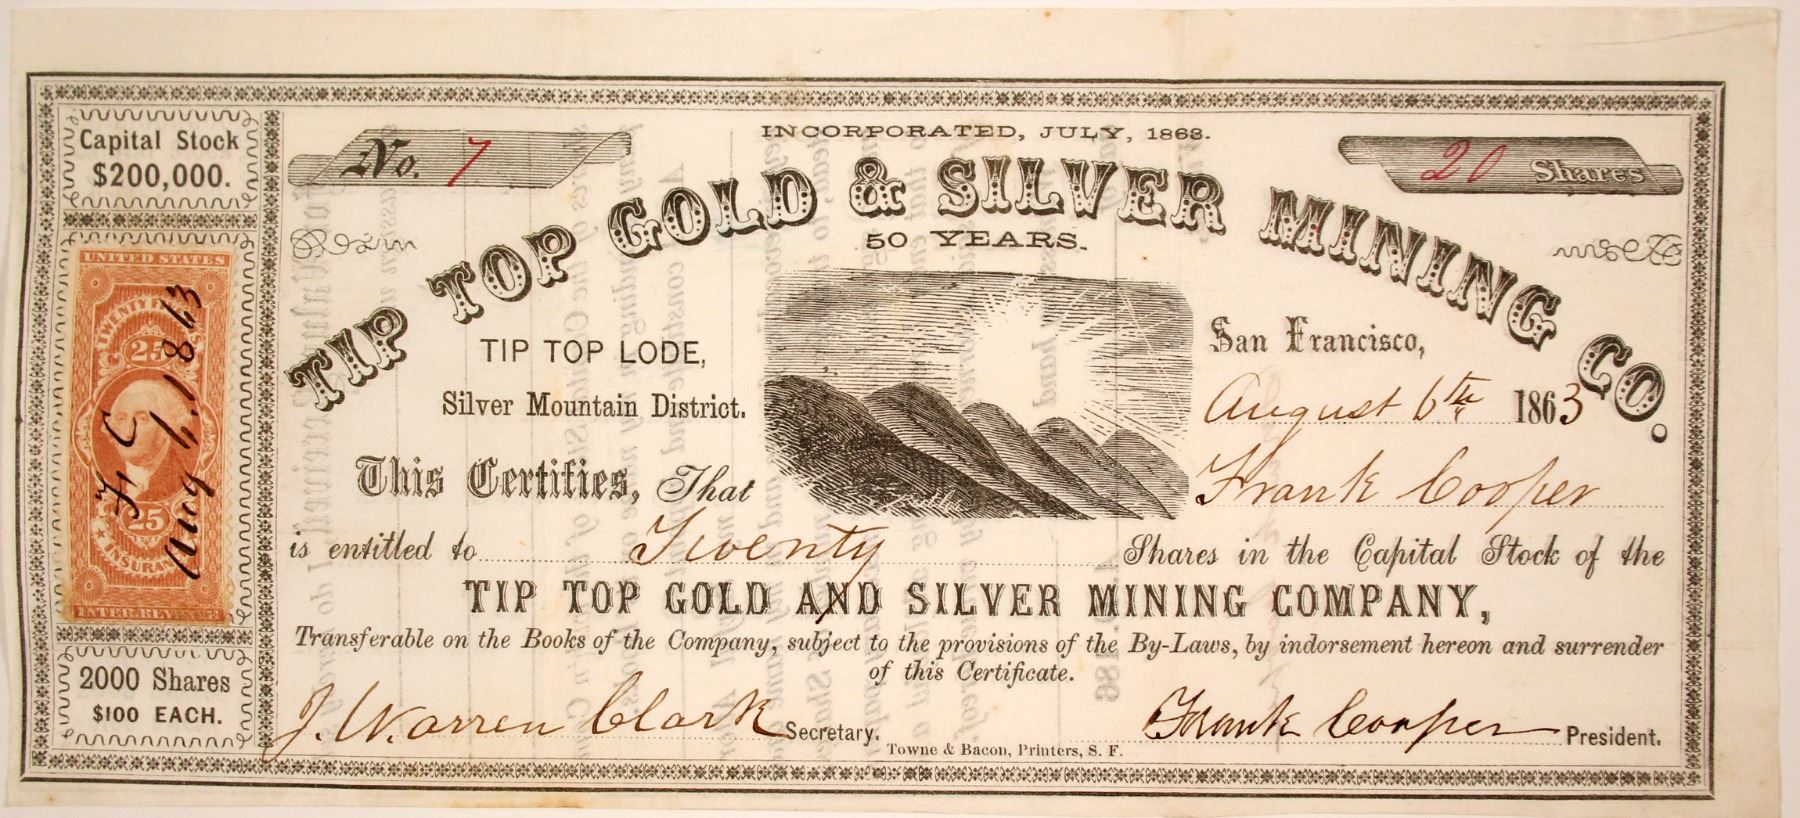 Capital Stock
$200,000.
UNITED STATES
TWENTY FIVE
25
25
INSURANCE
INTER. REVENUE
F. C
Aug 6. 1863
2000 Shares
$100 EACH.
No. 7
INCORPORATED, JULY, 1863.
20 Shares
TIP TOP GOLD & SILVER MINING CO.
50 YEARS.
TIP TOP LODE,
Silver Mountain District.
San Francisco,
August 6th 1863
This Certifies, That Frank Cooper
is entitled to Twenty Shares in the Capital Stock of the
TIP TOP GOLD AND SILVER MINING COMPANY,
Transferable on the Books of the Company, subject to the provisions of the By-Laws, by indorsement hereon and surrender
of this Certificate.
J. Warren Clark Secretary.
Frank Cooper President.
Towne & Bacon, Printers, S. F.